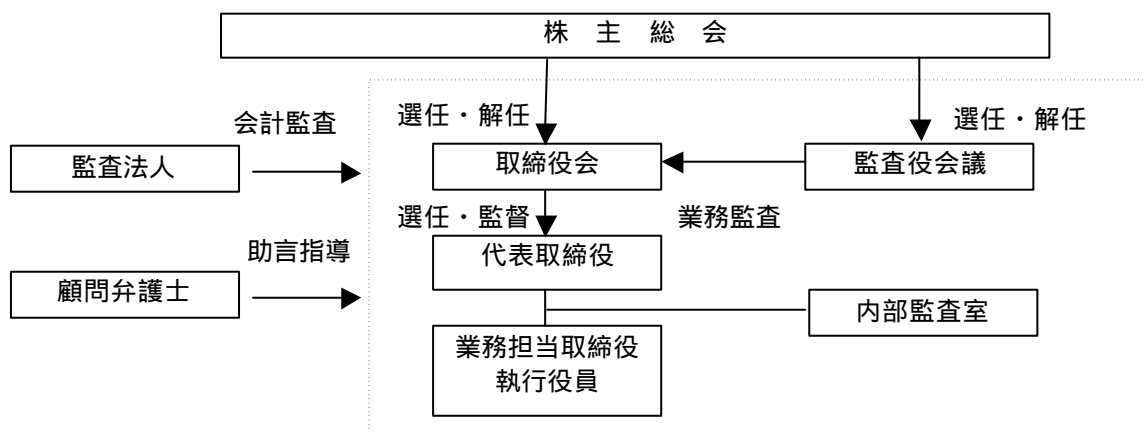 株 主 総 会
会計監査
選任・解任
選任・解任
監査法人
取締役会
監査役会議
選任・監督
業務監査
助言指導
代表取締役
顧問弁護士
内部監査室
業務担当取締役
執行役員